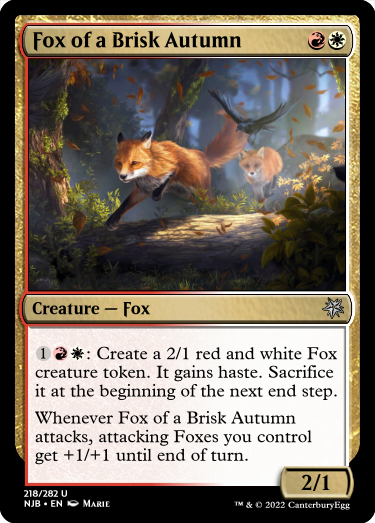 Fox of a Brisk Autumn
Creature — Fox
1: Create a 2/1 red and white Fox
creature token. It gains haste. Sacrifice
it at the beginning of the next end step.
Whenever Fox of a Brisk Autumn
attacks, attacking Foxes you control
get +1/+1 until end of turn.
2/1
218/282 U
NJB • EN Marie
™ & © 2022 CanterburyEgg